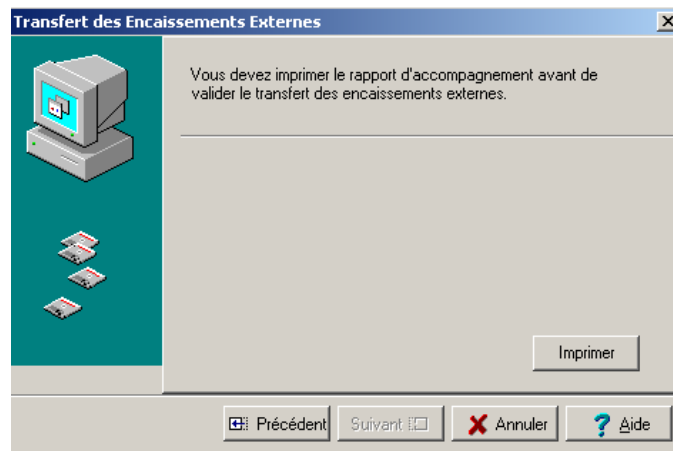 Transfert des Encaissements Externes
Vous devez imprimer le rapport d'accompagnement avant de
valider le transfert des encaissements externes.
Imprimer
Précédent Suivant Annuler Aide